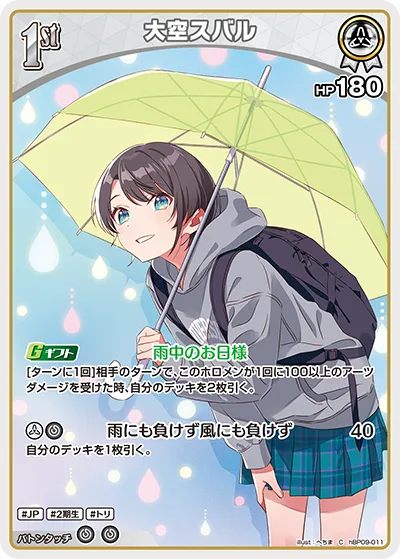 1st 大空スバル
HP 180
G ギフト 雨中のお日様
[ターンに1回]相手のターンで、このホロメンが1回に100以上のアーツ
ダメージを受けた時、自分のデッキを2枚引く。
雨にも負けず風にも負けず 40
自分のデッキを1枚引く。
#JP #2期生 #トリ
バトンタッチ
illust:へちま C hBP09-011